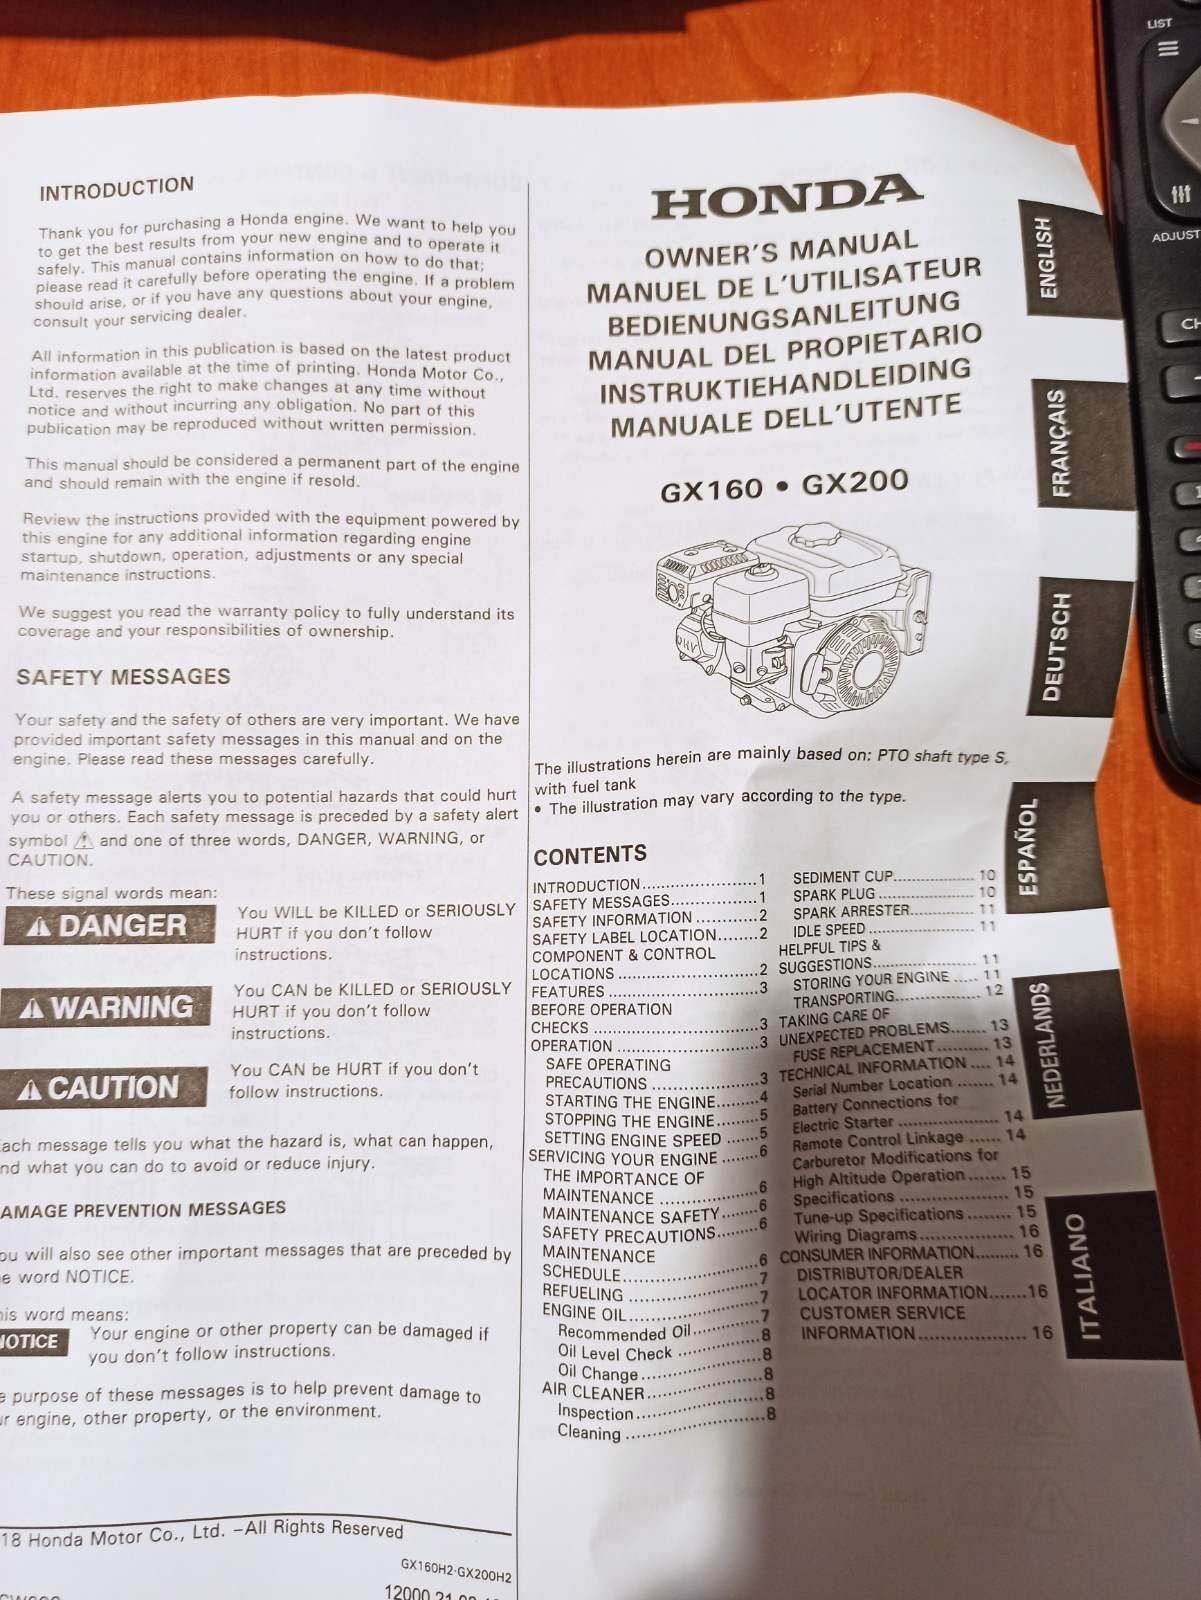 INTRODUCTION
Thank you for purchasing a Honda engine. We want to help you
to get the best results from your new engine and to operate it
safely. This manual contains information on how to do that;
please read it carefully before operating the engine. If a problem
should arise, or if you have any questions about your engine,
consult your servicing dealer.
All information in this publication is based on the latest product
information available at the time of printing. Honda Motor Co.,
Ltd. reserves the right to make changes at any time without
notice and without incurring any obligation. No part of this
publication may be reproduced without written permission.
This manual should be considered a permanent part of the engine
and should remain with the engine if resold.
Review the instructions provided with the equipment powered by
this engine for any additional information regarding engine
startup, shutdown, operation, adjustments or any special
maintenance instructions.
We suggest you read the warranty policy to fully understand its
coverage and your responsibilities of ownership.
SAFETY MESSAGES
Your safety and the safety of others are very important. We have
provided important safety messages in this manual and on the
engine. Please read these messages carefully.
A safety message alerts you to potential hazards that could hurt
you or others. Each safety message is preceded by a safety alert
symbol ⚠ and one of three words, DANGER, WARNING, or
CAUTION.
These signal words mean:
⚠ DANGER
You WILL be KILLED or SERIOUSLY
HURT if you don't follow
instructions.
⚠ WARNING
You CAN be KILLED or SERIOUSLY
HURT if you don't follow
instructions.
⚠ CAUTION
You CAN be HURT if you don't
follow instructions.
ach message tells you what the hazard is, what can happen,
nd what you can do to avoid or reduce injury.
AMAGE PREVENTION MESSAGES
ou will also see other important messages that are preceded by
e word NOTICE.
his word means:
NOTICE
Your engine or other property can be damaged if
you don't follow instructions.
e purpose of these messages is to help prevent damage to
ur engine, other property, or the environment.
18 Honda Motor Co., Ltd. –All Rights Reserved
GX160H2·GX200H2
HONDA
OWNER'S MANUAL
MANUEL DE L'UTILISATEUR
BEDIENUNGSANLEITUNG
MANUAL DEL PROPIETARIO
INSTRUKTIEHANDLEIDING
MANUALE DELL'UTENTE
GX160 • GX200
OHV
The illustrations herein are mainly based on: PTO shaft type S,
with fuel tank
• The illustration may vary according to the type.
CONTENTS
INTRODUCTION........................1
SAFETY MESSAGES..................1
SAFETY INFORMATION ............2
SAFETY LABEL LOCATION........2
COMPONENT & CONTROL
LOCATIONS ..............................2
FEATURES ................................3
BEFORE OPERATION
CHECKS ...................................3
OPERATION ..............................3
SAFE OPERATING
PRECAUTIONS .......................3
STARTING THE ENGINE.........4
STOPPING THE ENGINE.........5
SETTING ENGINE SPEED .......5
SERVICING YOUR ENGINE ........6
THE IMPORTANCE OF
MAINTENANCE ......................6
MAINTENANCE SAFETY........6
SAFETY PRECAUTIONS.........6
MAINTENANCE
SCHEDULE.............................6
REFUELING ............................7
ENGINE OIL............................7
Recommended Oil................7
Oil Level Check ...................8
Oil Change..........................8
AIR CLEANER.........................8
Inspection...........................8
Cleaning .............................8
SEDIMENT CUP.................. 10
SPARK PLUG ..................... 10
SPARK ARRESTER.............. 11
IDLE SPEED ....................... 11
HELPFUL TIPS &
SUGGESTIONS...................... 11
STORING YOUR ENGINE ..... 11
TRANSPORTING.................. 12
TAKING CARE OF
UNEXPECTED PROBLEMS....... 13
FUSE REPLACEMENT ........... 13
TECHNICAL INFORMATION .... 14
Serial Number Location ....... 14
Battery Connections for
Electric Starter .................... 14
Remote Control Linkage ...... 14
Carburetor Modifications for
High Altitude Operation ....... 15
Specifications ..................... 15
Tune-up Specifications ........ 15
Wiring Diagrams.................. 16
CONSUMER INFORMATION......... 16
DISTRIBUTOR/DEALER
LOCATOR INFORMATION.......16
CUSTOMER SERVICE
INFORMATION ....................... 16
ENGLISH
FRANÇAIS
DEUTSCH
ESPAÑOL
NEDERLANDS
ITALIANO
LIST
ADJUST
CH